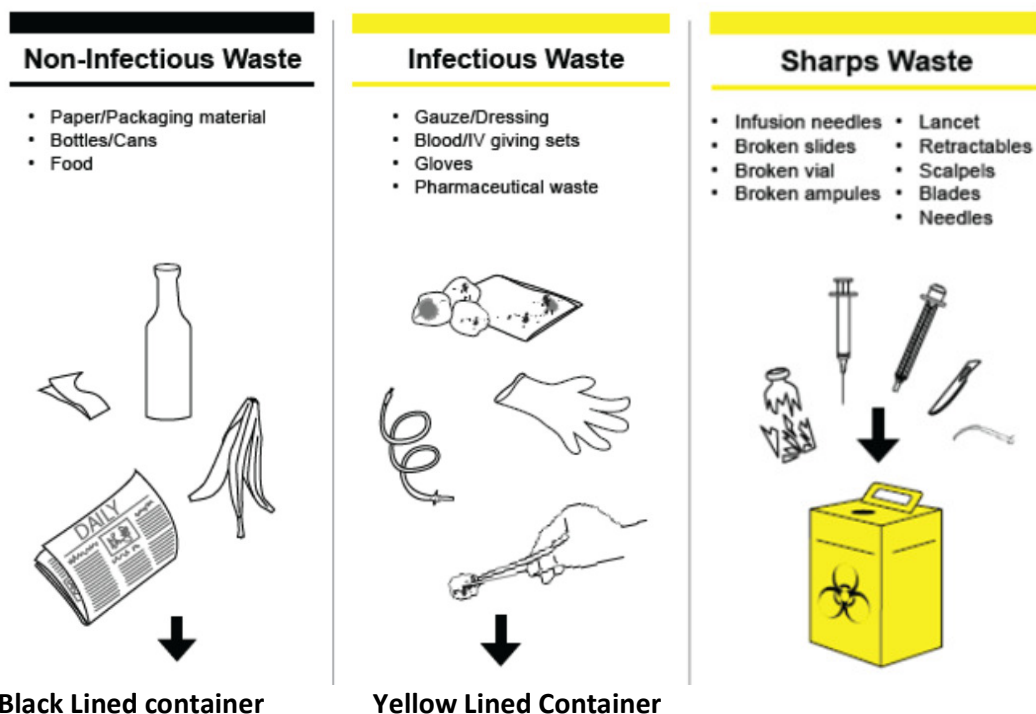 Non-Infectious Waste
• Paper/Packaging material
• Bottles/Cans
• Food
DAILY
Black Lined container
Infectious Waste
• Gauze/Dressing
• Blood/IV giving sets
• Gloves
• Pharmaceutical waste
Yellow Lined Container
Sharps Waste
• Infusion needles
• Broken slides
• Broken vial
• Broken ampules
• Lancet
• Retractables
• Scalpels
• Blades
• Needles